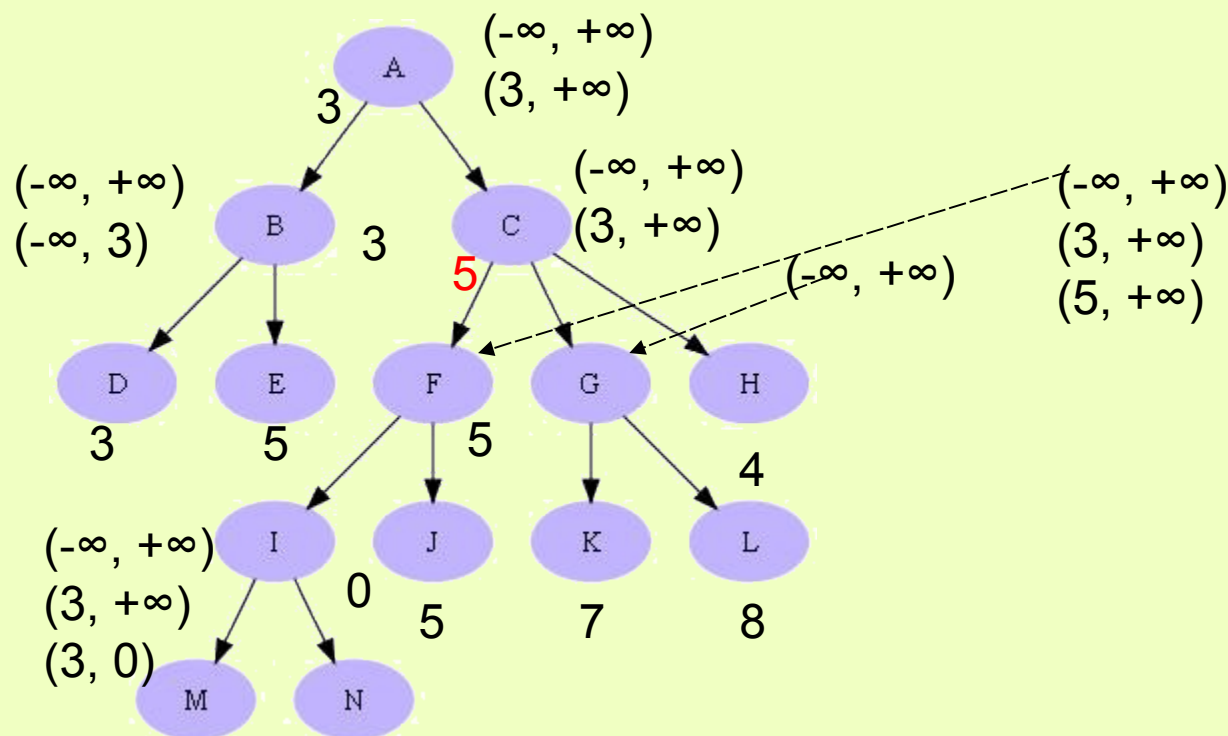 (-∞, +∞)
A
(3, +∞)
3
(-∞, +∞)
(-∞, +∞)
(-∞, +∞)
B
C
(-∞, 3)
3
(3, +∞)
(3, +∞)
5
(-∞, +∞)
(5, +∞)
D
E
F
G
H
3
5
5
4
(-∞, +∞)
I
J
K
L
(3, +∞)
0
5
7
8
(3, 0)
M
N